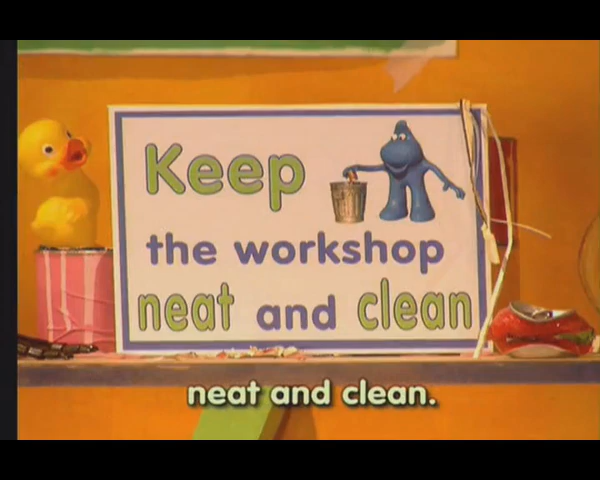 Keep
the workshop
neat and clean
neat and clean.